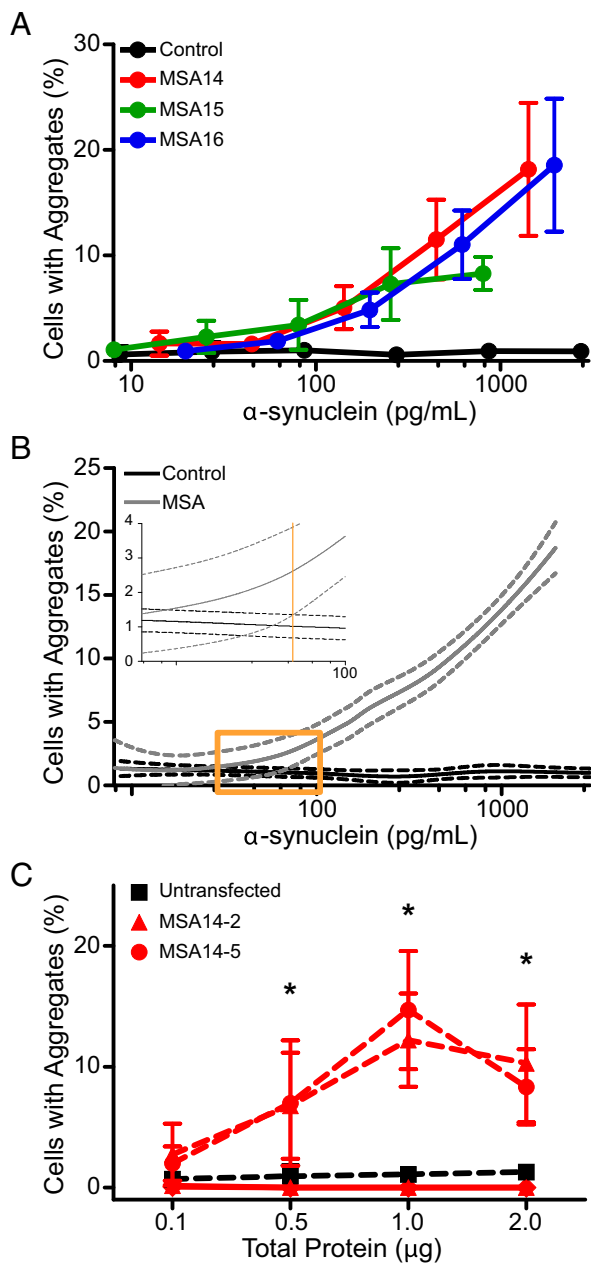 A
Cells with Aggregates (%)
30
20
10
0
Control
MSA14
MSA15
MSA16
10 100 1000
α-synuclein (pg/mL)
B
Cells with Aggregates (%)
25
20
15
10
5
0
Control
MSA
4
3
2
1
0
100
100 1000
α-synuclein (pg/mL)
C
Cells with Aggregates (%)
20
10
0
Untransfected
MSA14-2
MSA14-5
* * *
0.1 0.5 1.0 2.0
Total Protein (μg)